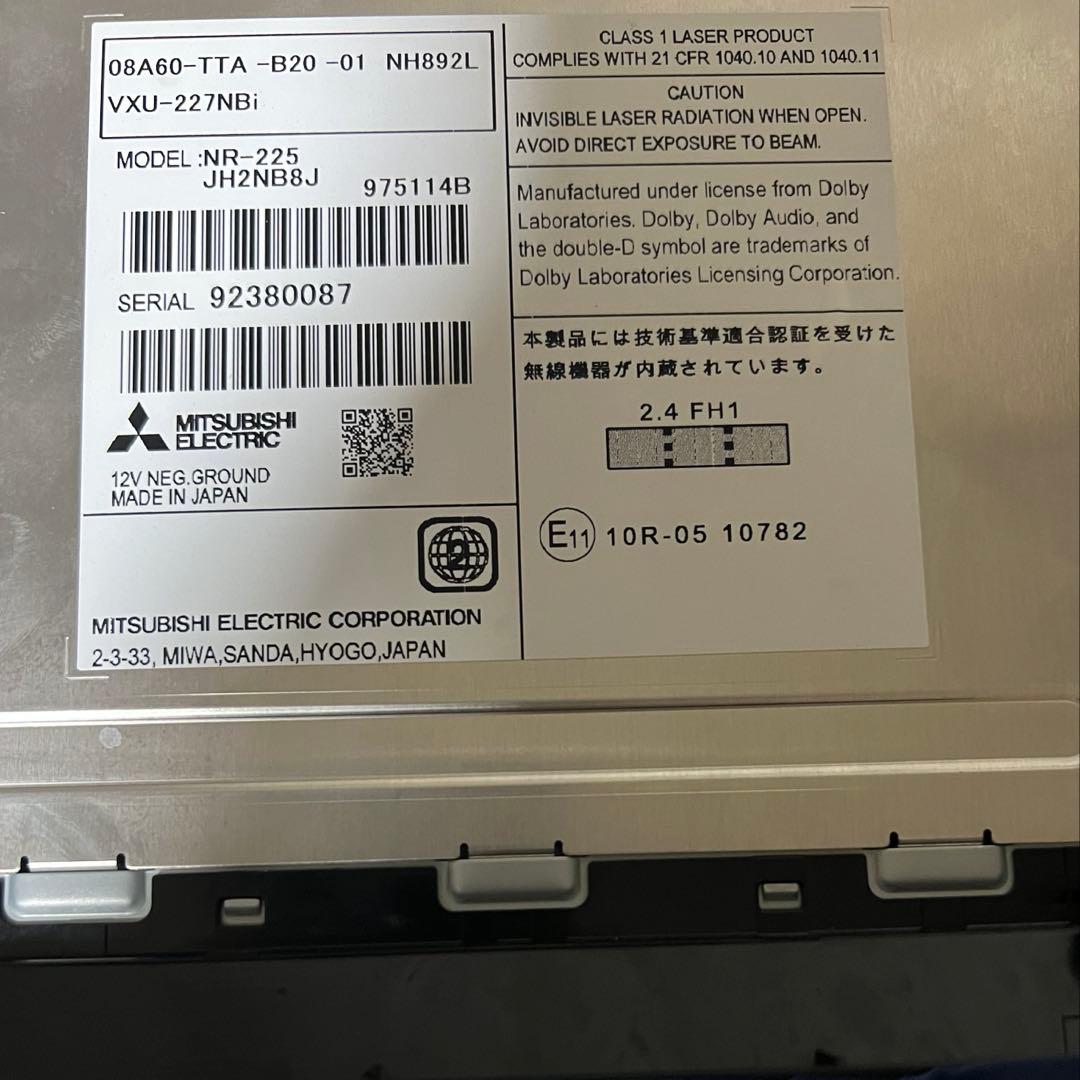 08A60-TTA -B20 -01 NH892L
VXU-227NBi
MODEL :NR-225
JH2NB8J 975114B
SERIAL 92380087
MITSUBISHI
ELECTRIC
12V NEG.GROUND
MADE IN JAPAN
2
MITSUBISHI ELECTRIC CORPORATION
2-3-33, MIWA,SANDA,HYOGO,JAPAN
CLASS 1 LASER PRODUCT
COMPLIES WITH 21 CFR 1040.10 AND 1040.11
CAUTION
INVISIBLE LASER RADIATION WHEN OPEN.
AVOID DIRECT EXPOSURE TO BEAM.
Manufactured under license from Dolby
Laboratories. Dolby, Dolby Audio, and
the double-D symbol are trademarks of
Dolby Laboratories Licensing Corporation.
本製品には技術基準適合認証を受けた
無線機器が内蔵されています。
2.4 FH1
E11 10R-05 10782